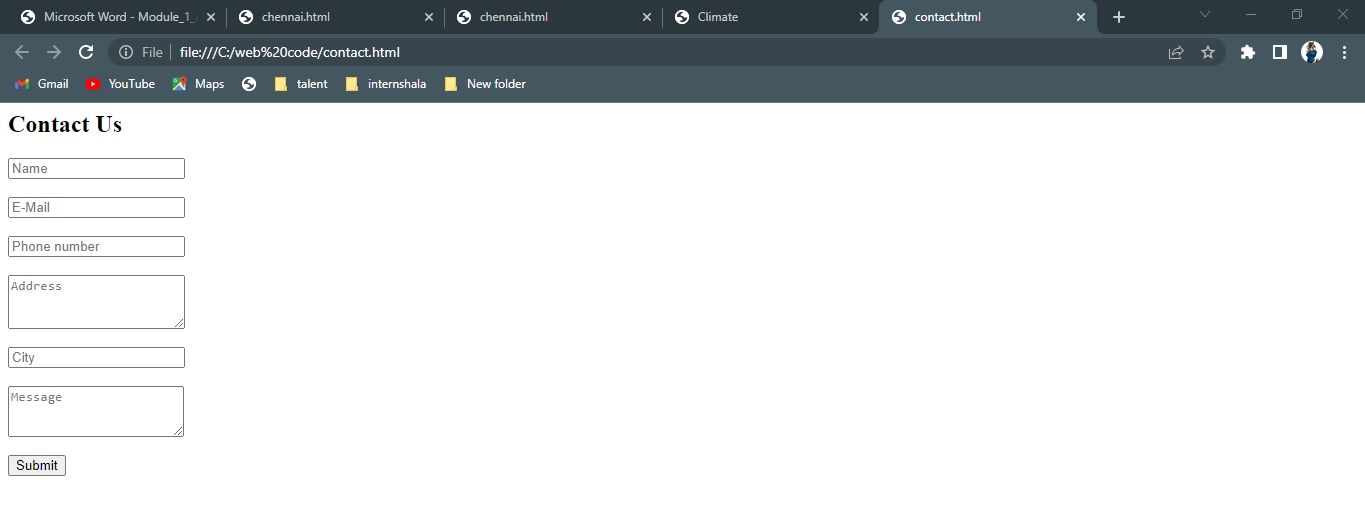 Microsoft Word - Module_1_ chennai.html chennai.html Climate contact.html
File file:///C:/web%20code/contact.html
Gmail YouTube Maps talent internshala New folder
Contact Us
Name
E-Mail
Phone number
Address
City
Message
Submit